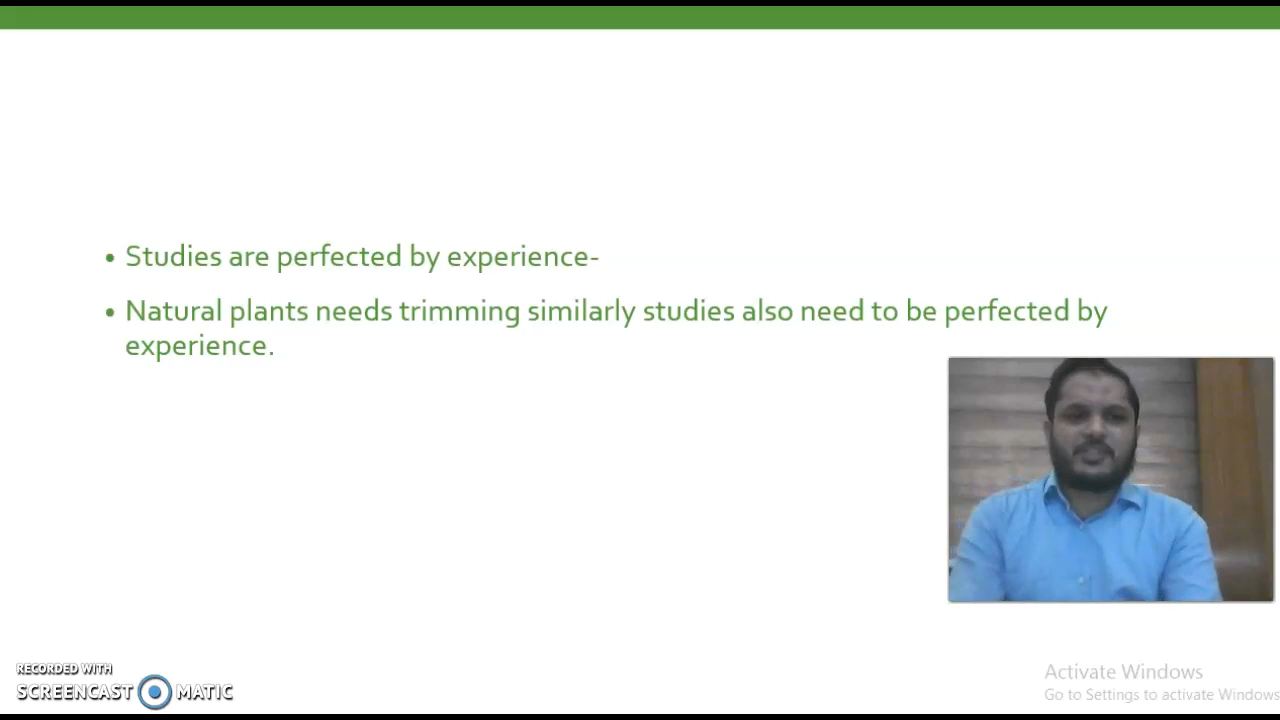 • Studies are perfected by experience-
• Natural plants needs trimming similarly studies also need to be perfected by
experience.
RECORDED WITH
SCREENCAST MATIC
Activate Windows
Go to Settings to activate Windows